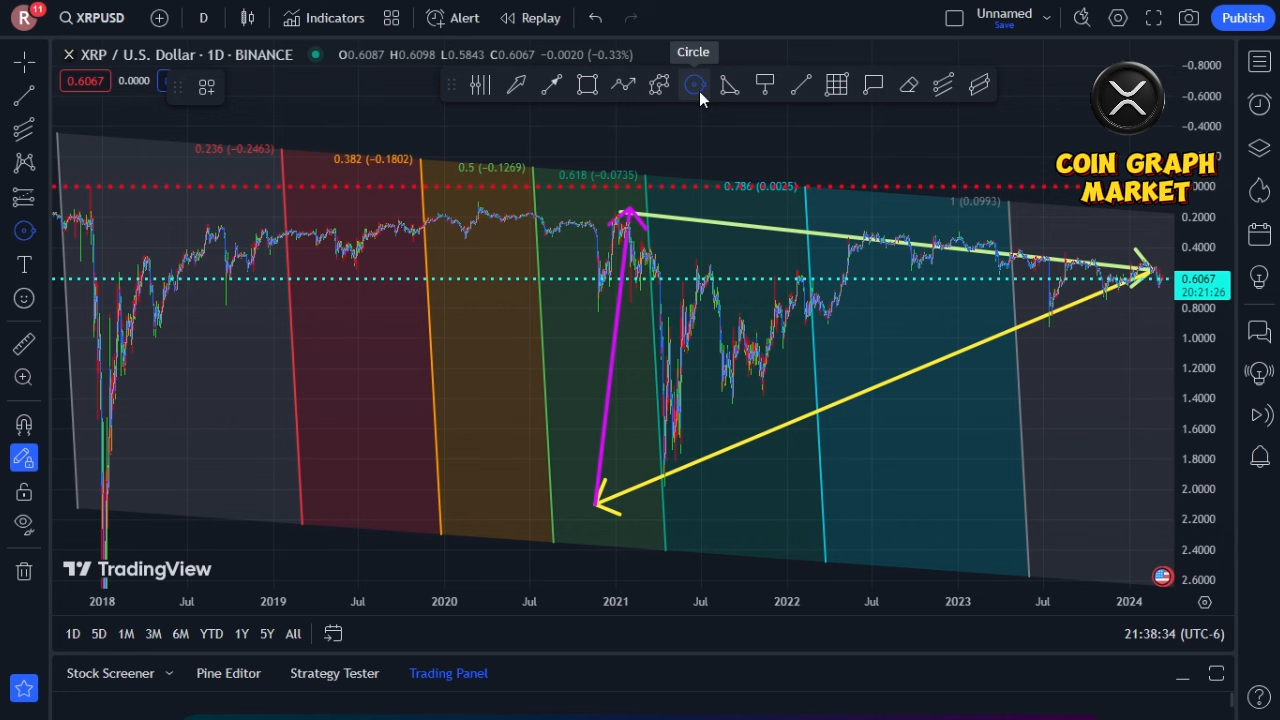 R 11 XRPUSD D Indicators Alert Replay Unnamed Save Publish
Circle
XRP / U.S. Dollar · 1D · BINANCE O0.6087 H0.6098 L0.5843 C0.6067 −0.0020 (−0.33%)
0.6067 0.0000
COIN GRAPH
MARKET
−0.8000
−0.6000
−0.4000
0.0000
0.2000
0.4000
0.6067
20:21:26
0.8000
1.0000
1.2000
1.4000
1.6000
1.8000
2.0000
2.2000
2.4000
2.6000
0.236 (−0.2463)
0.382 (−0.1802)
0.5 (−0.1269)
0.618 (−0.0735)
0.786 (0.0025)
1 (0.0993)
TradingView
2018 Jul 2019 Jul 2020 Jul 2021 Jul 2022 Jul 2023 Jul 2024
1D 5D 1M 3M 6M YTD 1Y 5Y All 21:38:34 (UTC-6)
Stock Screener Pine Editor Strategy Tester Trading Panel